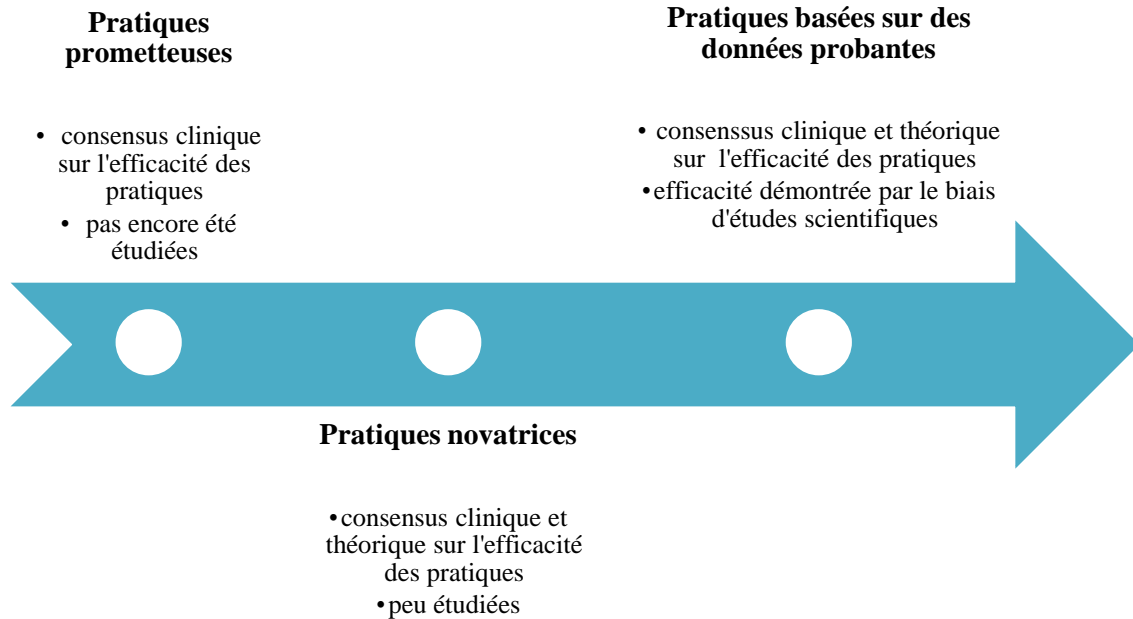 Pratiques
prometteuses
• consensus clinique
sur l'efficacité des
pratiques
• pas encore été
étudiées
Pratiques novatrices
•consensus clinique et
théorique sur l'efficacité
des pratiques
•peu étudiées
Pratiques basées sur des
données probantes
• consenssus clinique et théorique
sur l'efficacité des pratiques
•efficacité démontrée par le biais
d'études scientifiques